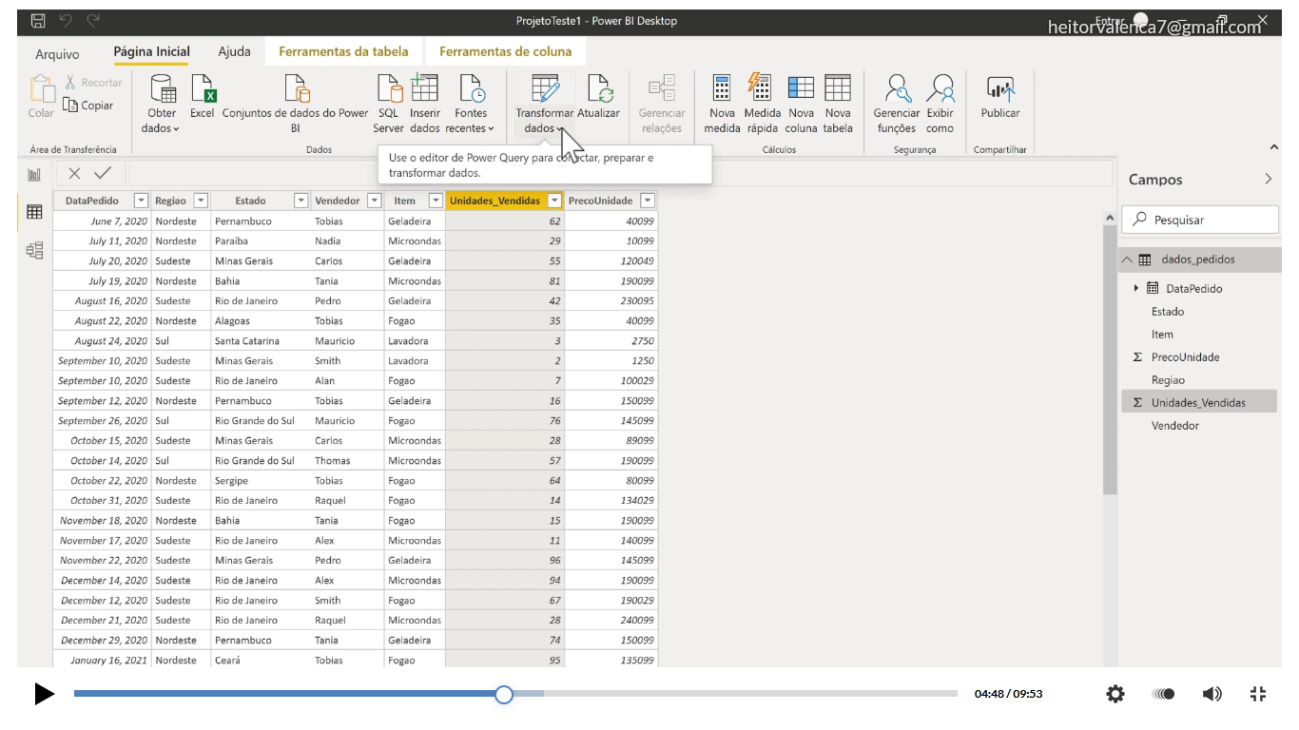 ProjetoTeste1 - Power BI Desktop
heitorvalenca7@gmail.com
Arquivo Página Inicial Ajuda Ferramentas da tabela Ferramentas de coluna
Colar
Recortar
Copiar
Obter dados
Excel
Conjuntos de dados do Power BI
SQL Server
Inserir dados
Fontes recentes
Transformar dados
Atualizar
Gerenciar relações
Nova medida
Medida rápida
Nova coluna
Nova tabela
Gerenciar funções
Exibir como
Publicar
Área de Transferência Dados Cálculos Segurança Compartilhar
Use o editor de Power Query para conectar, preparar e
transformar dados.
DataPedido Regiao Estado Vendedor Item Unidades_Vendidas PrecoUnidade
June 7, 2020 Nordeste Pernambuco Tobias Geladeira 62 40099
July 11, 2020 Nordeste Paraíba Nadia Microondas 29 10099
July 20, 2020 Sudeste Minas Gerais Carlos Geladeira 55 120049
July 19, 2020 Nordeste Bahia Tania Microondas 81 190099
August 16, 2020 Sudeste Rio de Janeiro Pedro Geladeira 42 230095
August 22, 2020 Nordeste Alagoas Tobias Fogao 35 40099
August 24, 2020 Sul Santa Catarina Mauricio Lavadora 3 2750
September 10, 2020 Sudeste Minas Gerais Smith Lavadora 2 1250
September 10, 2020 Sudeste Rio de Janeiro Alan Fogao 7 100029
September 12, 2020 Nordeste Pernambuco Tobias Geladeira 16 150099
September 26, 2020 Sul Rio Grande do Sul Mauricio Fogao 76 145099
October 15, 2020 Sudeste Minas Gerais Carlos Microondas 28 89099
October 14, 2020 Sul Rio Grande do Sul Thomas Microondas 57 190099
October 22, 2020 Nordeste Sergipe Tobias Fogao 64 80099
October 31, 2020 Sudeste Rio de Janeiro Raquel Fogao 14 134029
November 18, 2020 Nordeste Bahia Tania Fogao 15 190099
November 17, 2020 Sudeste Rio de Janeiro Alex Microondas 11 140099
November 22, 2020 Sudeste Minas Gerais Pedro Geladeira 96 145099
December 14, 2020 Sudeste Rio de Janeiro Alex Microondas 94 190099
December 12, 2020 Sudeste Rio de Janeiro Smith Fogao 67 190029
December 21, 2020 Sudeste Rio de Janeiro Raquel Microondas 28 240099
December 29, 2020 Nordeste Pernambuco Tania Geladeira 74 150099
January 16, 2021 Nordeste Ceará Tobias Fogao 95 135099
Campos
Pesquisar
dados_pedidos
DataPedido
Estado
Item
Σ PrecoUnidade
Regiao
Σ Unidades_Vendidas
Vendedor
04:48 / 09:53